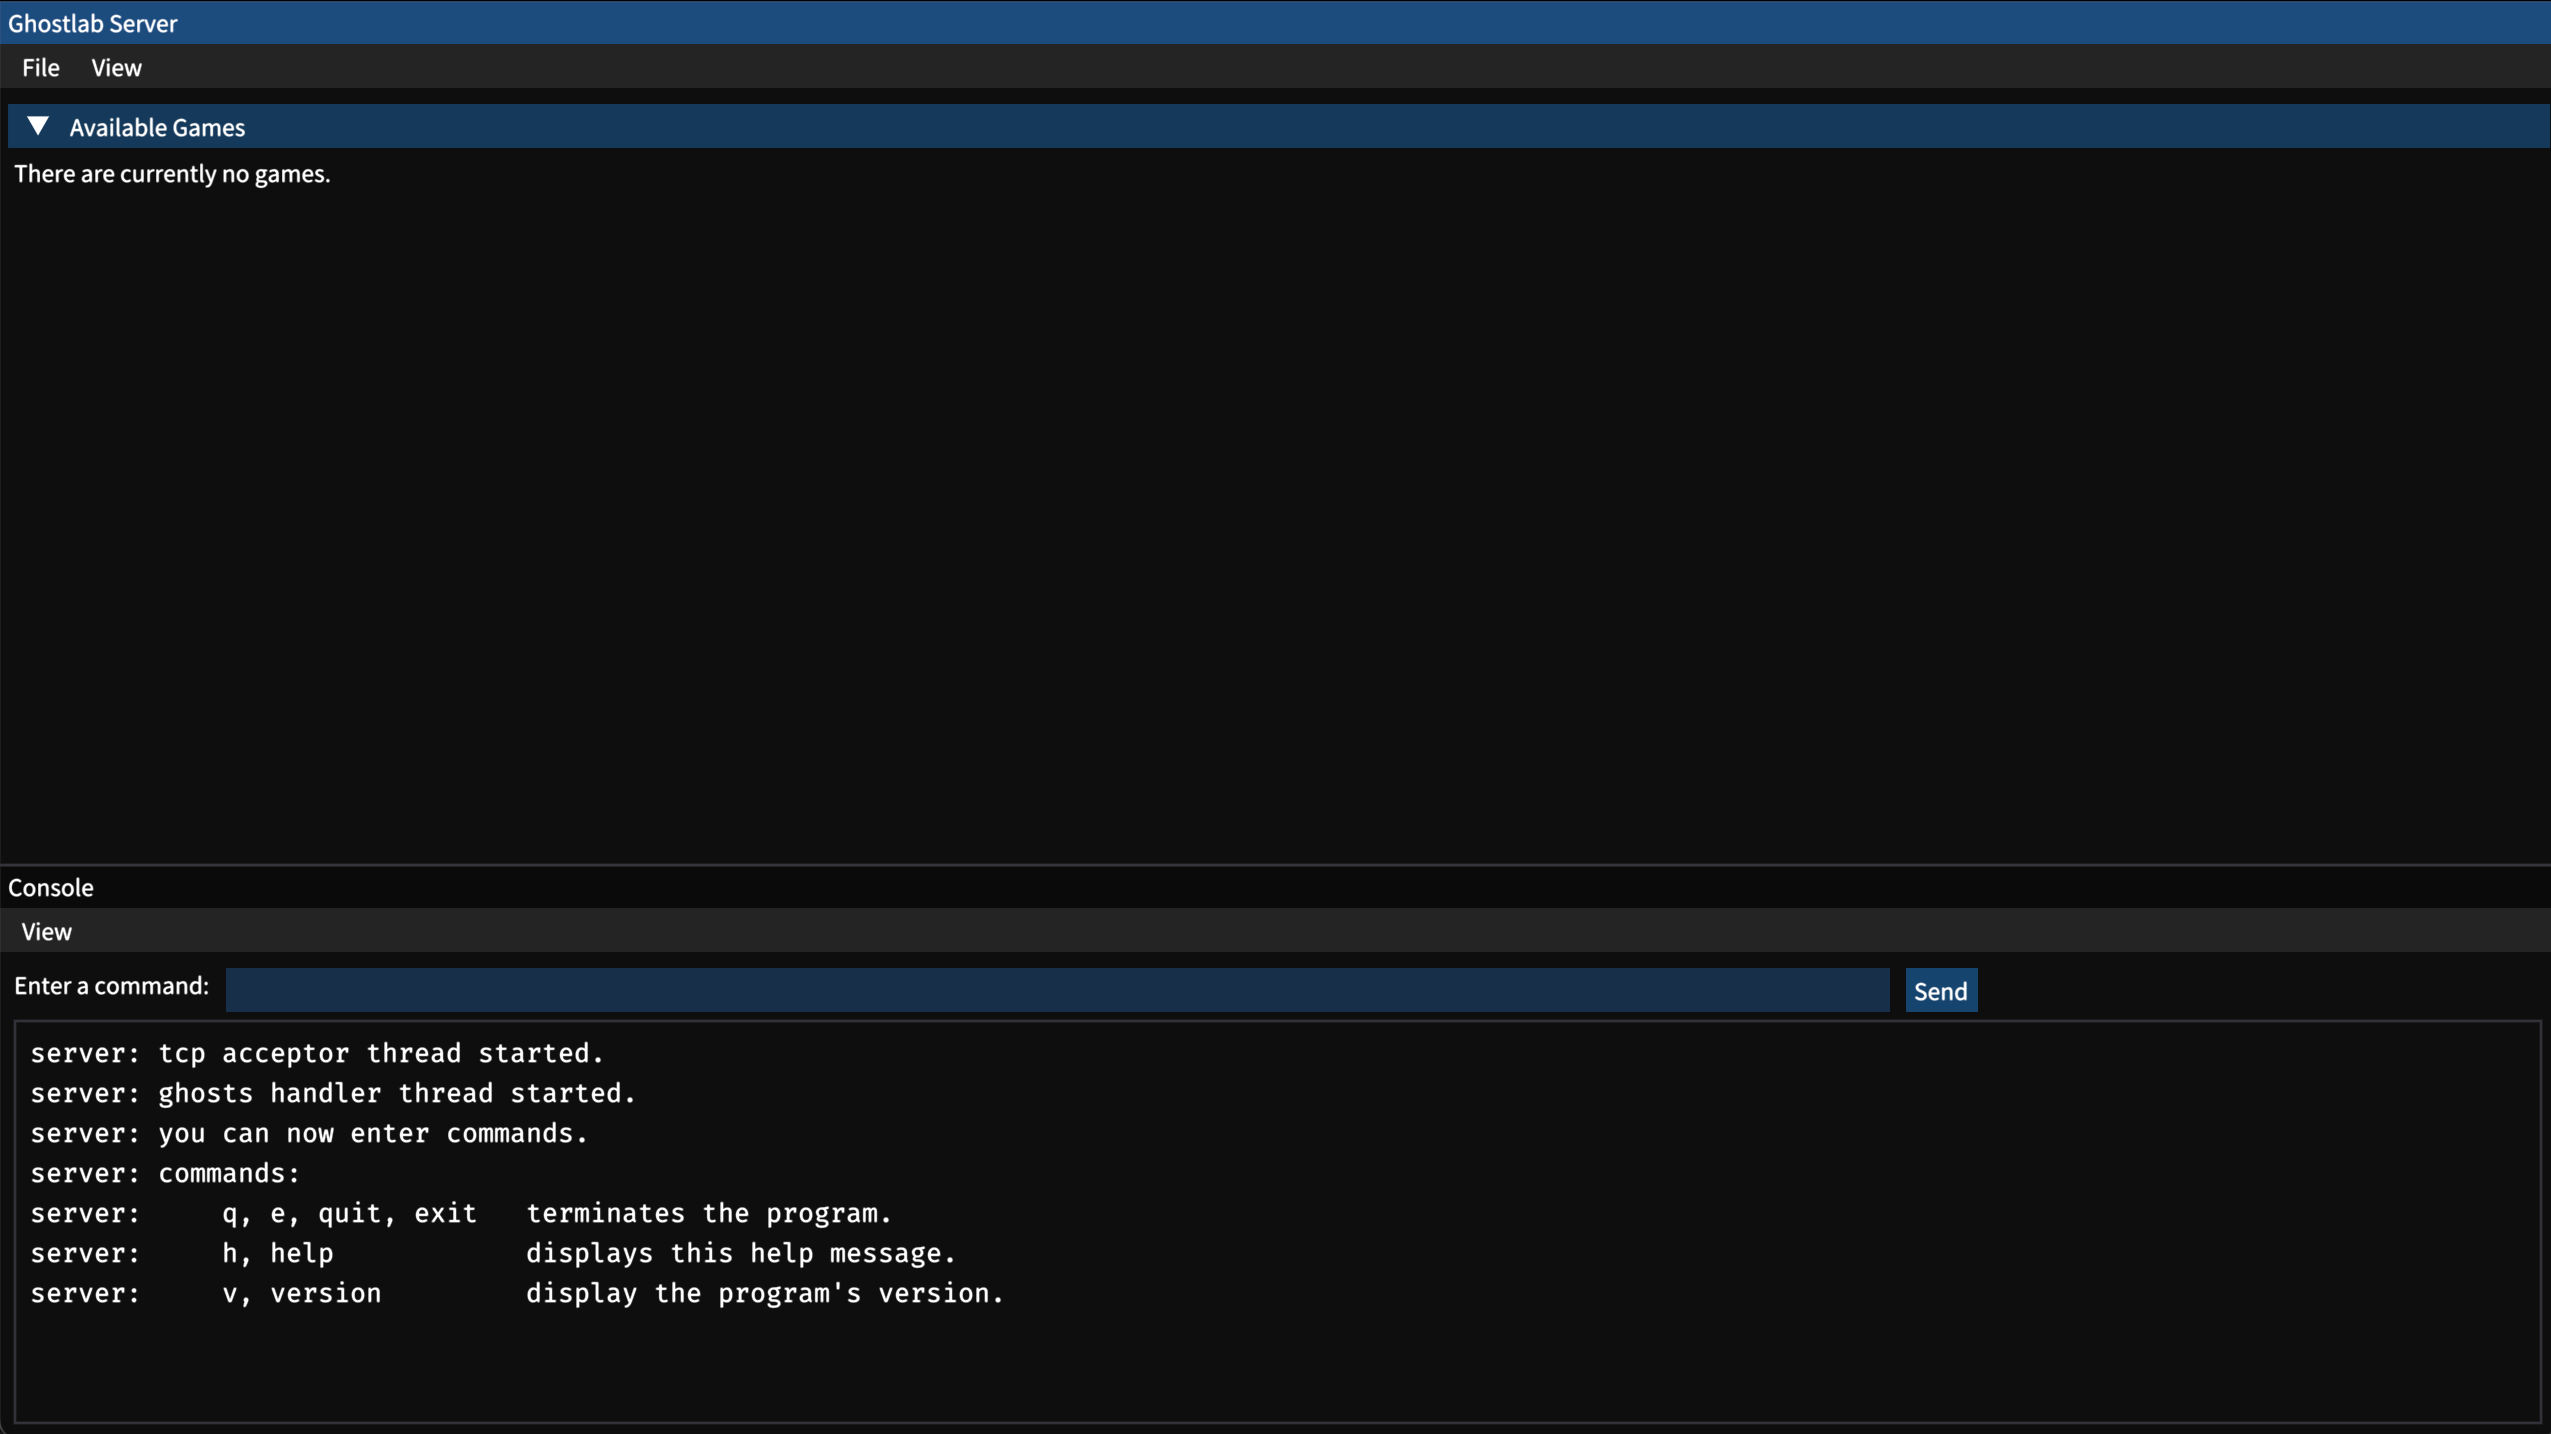 Ghostlab Server
File View
Available Games
There are currently no games.
Console
View
Enter a command: Send
server: tcp acceptor thread started.
server: ghosts handler thread started.
server: you can now enter commands.
server: commands:
server:     q, e, quit, exit   terminates the program.
server:     h, help            displays this help message.
server:     v, version         display the program's version.